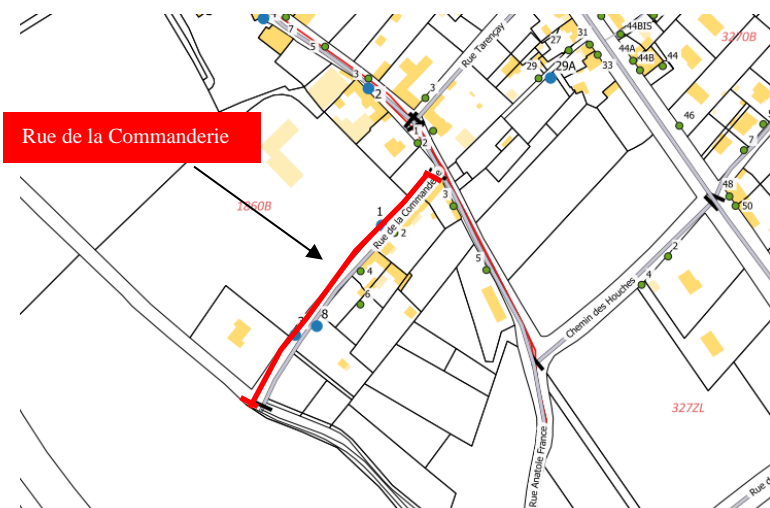 7
5
3
2
1
2
3
Rue Tarençay
27
31
29
29A
33
44BIS
44A
44B
44
3270B
46
7
48
50
Rue de la Commanderie
1860B
1
Rue de la Commanderie
2
3
4
5
6
8
2
4
Chemin des Houches
327ZL
Rue Anatole France